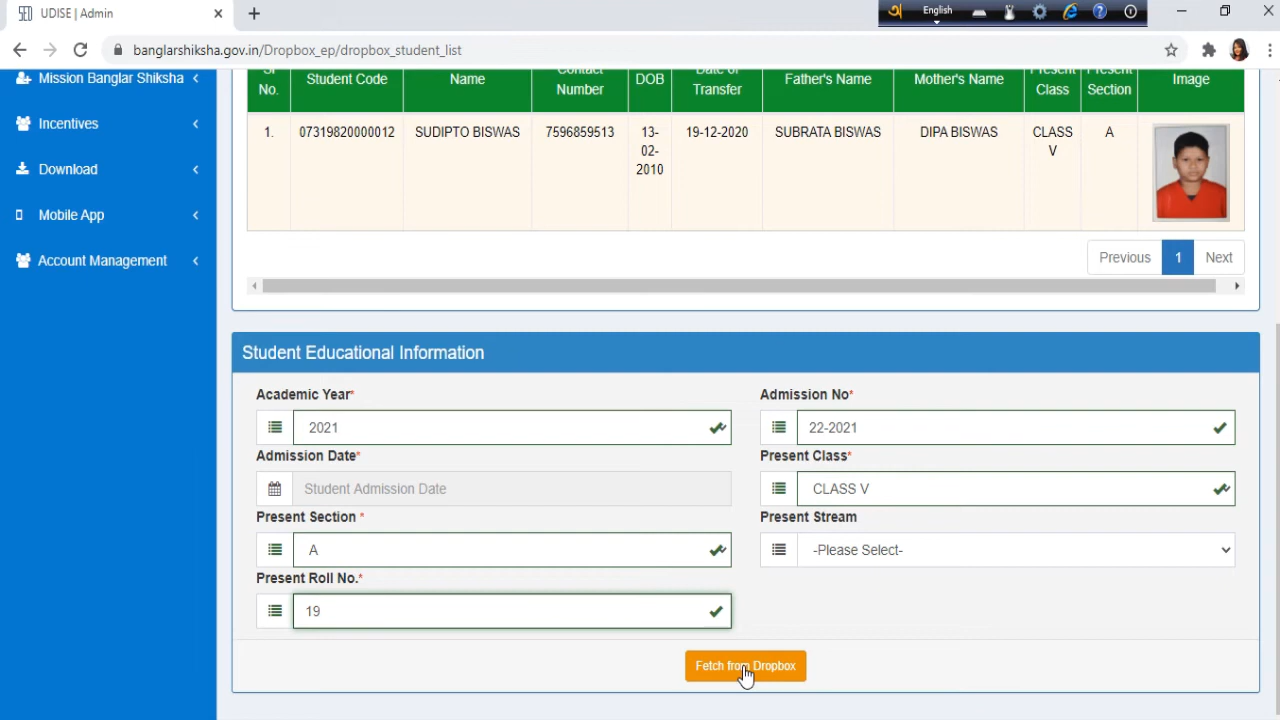 UDISE | Admin
English
banglarshiksha.gov.in/Dropbox_ep/dropbox_student_list
Mission Banglar Shiksha
Incentives
Download
Mobile App
Account Management
Sr No. Student Code Name Contact Number DOB Date of Transfer Father's Name Mother's Name Present Class Present Section Image
1. 07319820000012 SUDIPTO BISWAS 7596859513 13-02-2010 19-12-2020 SUBRATA BISWAS DIPA BISWAS CLASS V A
Previous 1 Next
Student Educational Information
Academic Year* Admission No*
2021 22-2021
Admission Date* Present Class*
Student Admission Date CLASS V
Present Section * Present Stream
A -Please Select-
Present Roll No.*
19
Fetch from Dropbox